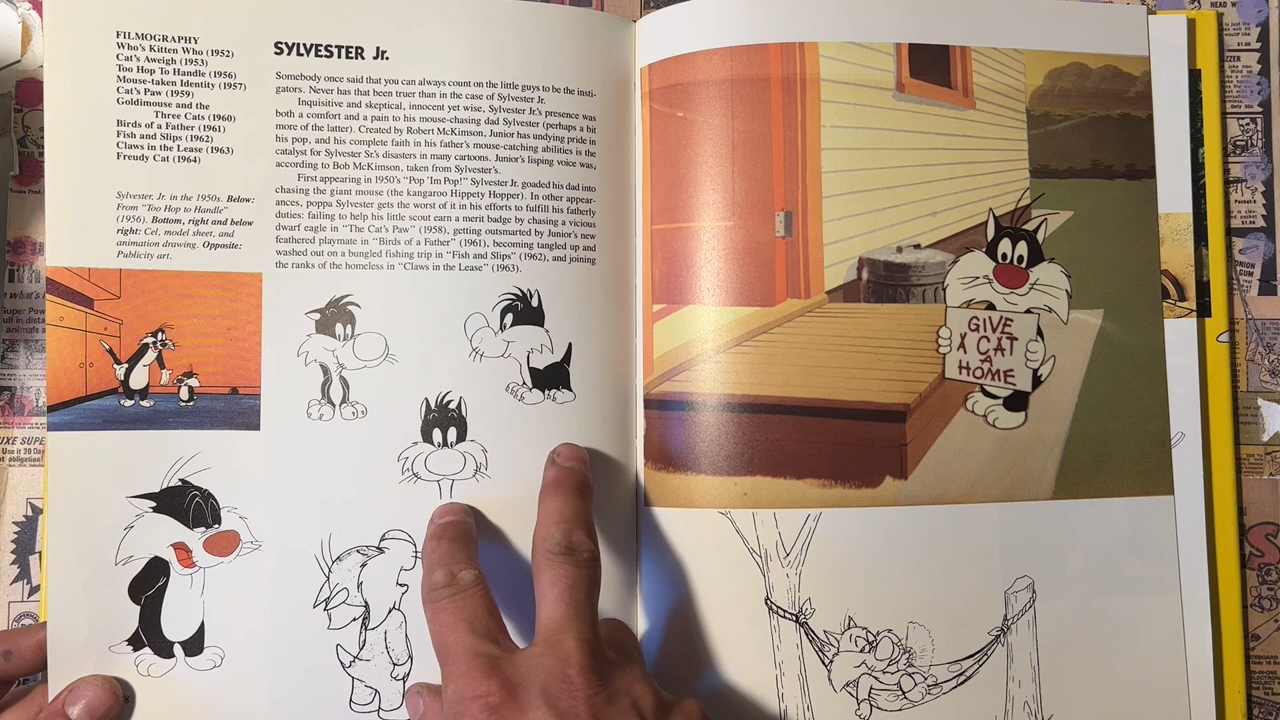 FILMOGRAPHY
Who's Kitten Who (1952)
Cat's Aweigh (1953)
Too Hop To Handle (1956)
Mouse-taken Identity (1957)
Cat's Paw (1959)
Goldimouse and the
Three Cats (1960)
Birds of a Father (1961)
Fish and Slips (1962)
Claws in the Lease (1963)
Freudy Cat (1964)
Sylvester, Jr. in the 1950s. Below:
From "Too Hop to Handle"
(1956). Bottom, right and below
right: Cel, model sheet, and
animation drawing. Opposite:
Publicity art.
SYLVESTER Jr.
Somebody once said that you can always count on the little guys to be the insti-
gators. Never has that been truer than in the case of Sylvester Jr.
Inquisitive and skeptical, innocent yet wise, Sylvester Jr.'s presence was
both a comfort and a pain to his mouse-chasing dad Sylvester (perhaps a bit
more of the latter). Created by Robert McKimson, Junior has undying pride in
his pop, and his complete faith in his father's mouse-catching abilities is the
catalyst for Sylvester Sr.'s disasters in many cartoons. Junior's lisping voice was,
according to Bob McKimson, taken from Sylvester's.
First appearing in 1950's "Pop 'Im Pop!" Sylvester Jr. goaded his dad into
chasing the giant mouse (the kangaroo Hippety Hopper). In other appear-
ances, poppa Sylvester gets the worst of it in his efforts to fulfill his fatherly
duties: failing to help his little scout earn a merit badge by chasing a vicious
dwarf eagle in "The Cat's Paw" (1958), getting outsmarted by Junior's new
feathered playmate in "Birds of a Father" (1961), becoming tangled up and
washed out on a bungled fishing trip in "Fish and Slips" (1962), and joining
the ranks of the homeless in "Claws in the Lease" (1963).
GIVE
X CAT
A
HOME
HEAD W
$1.00
ONION
GUM
Use it 30 Day